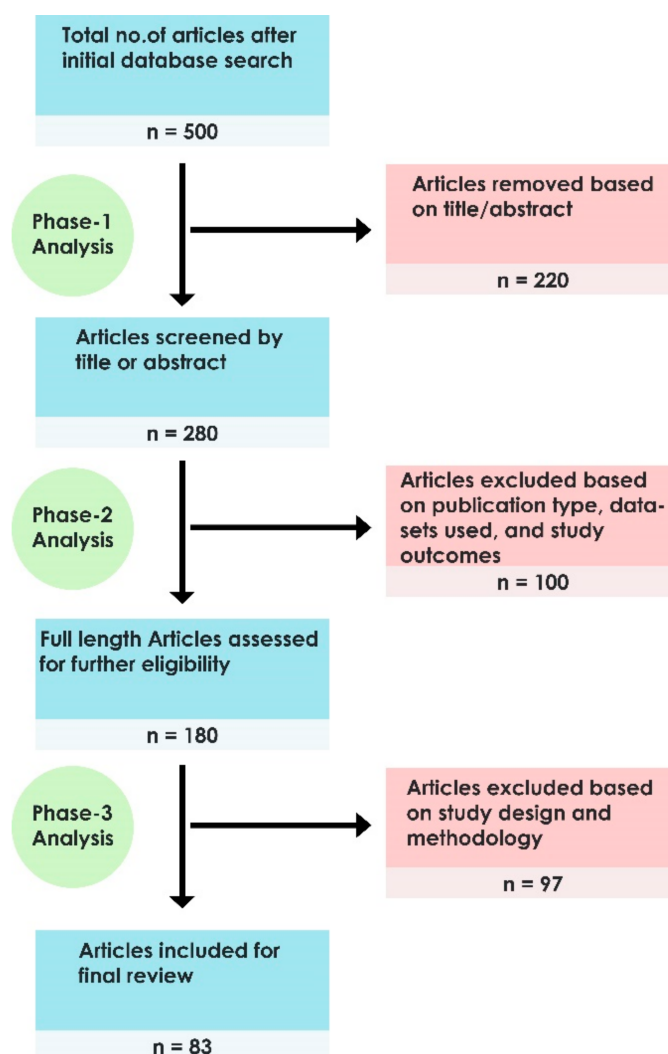 Total no.of articles after
initial database search
n = 500
Phase-1
Analysis
Articles removed based
on title/abstract
n = 220
Articles screened by
title or abstract
n = 280
Phase-2
Analysis
Articles excluded based
on publication type, data-
sets used, and study
outcomes
n = 100
Full length Articles assessed
for further eligibility
n = 180
Phase-3
Analysis
Articles excluded based
on study design and
methodology
n = 97
Articles included for
final review
n = 83